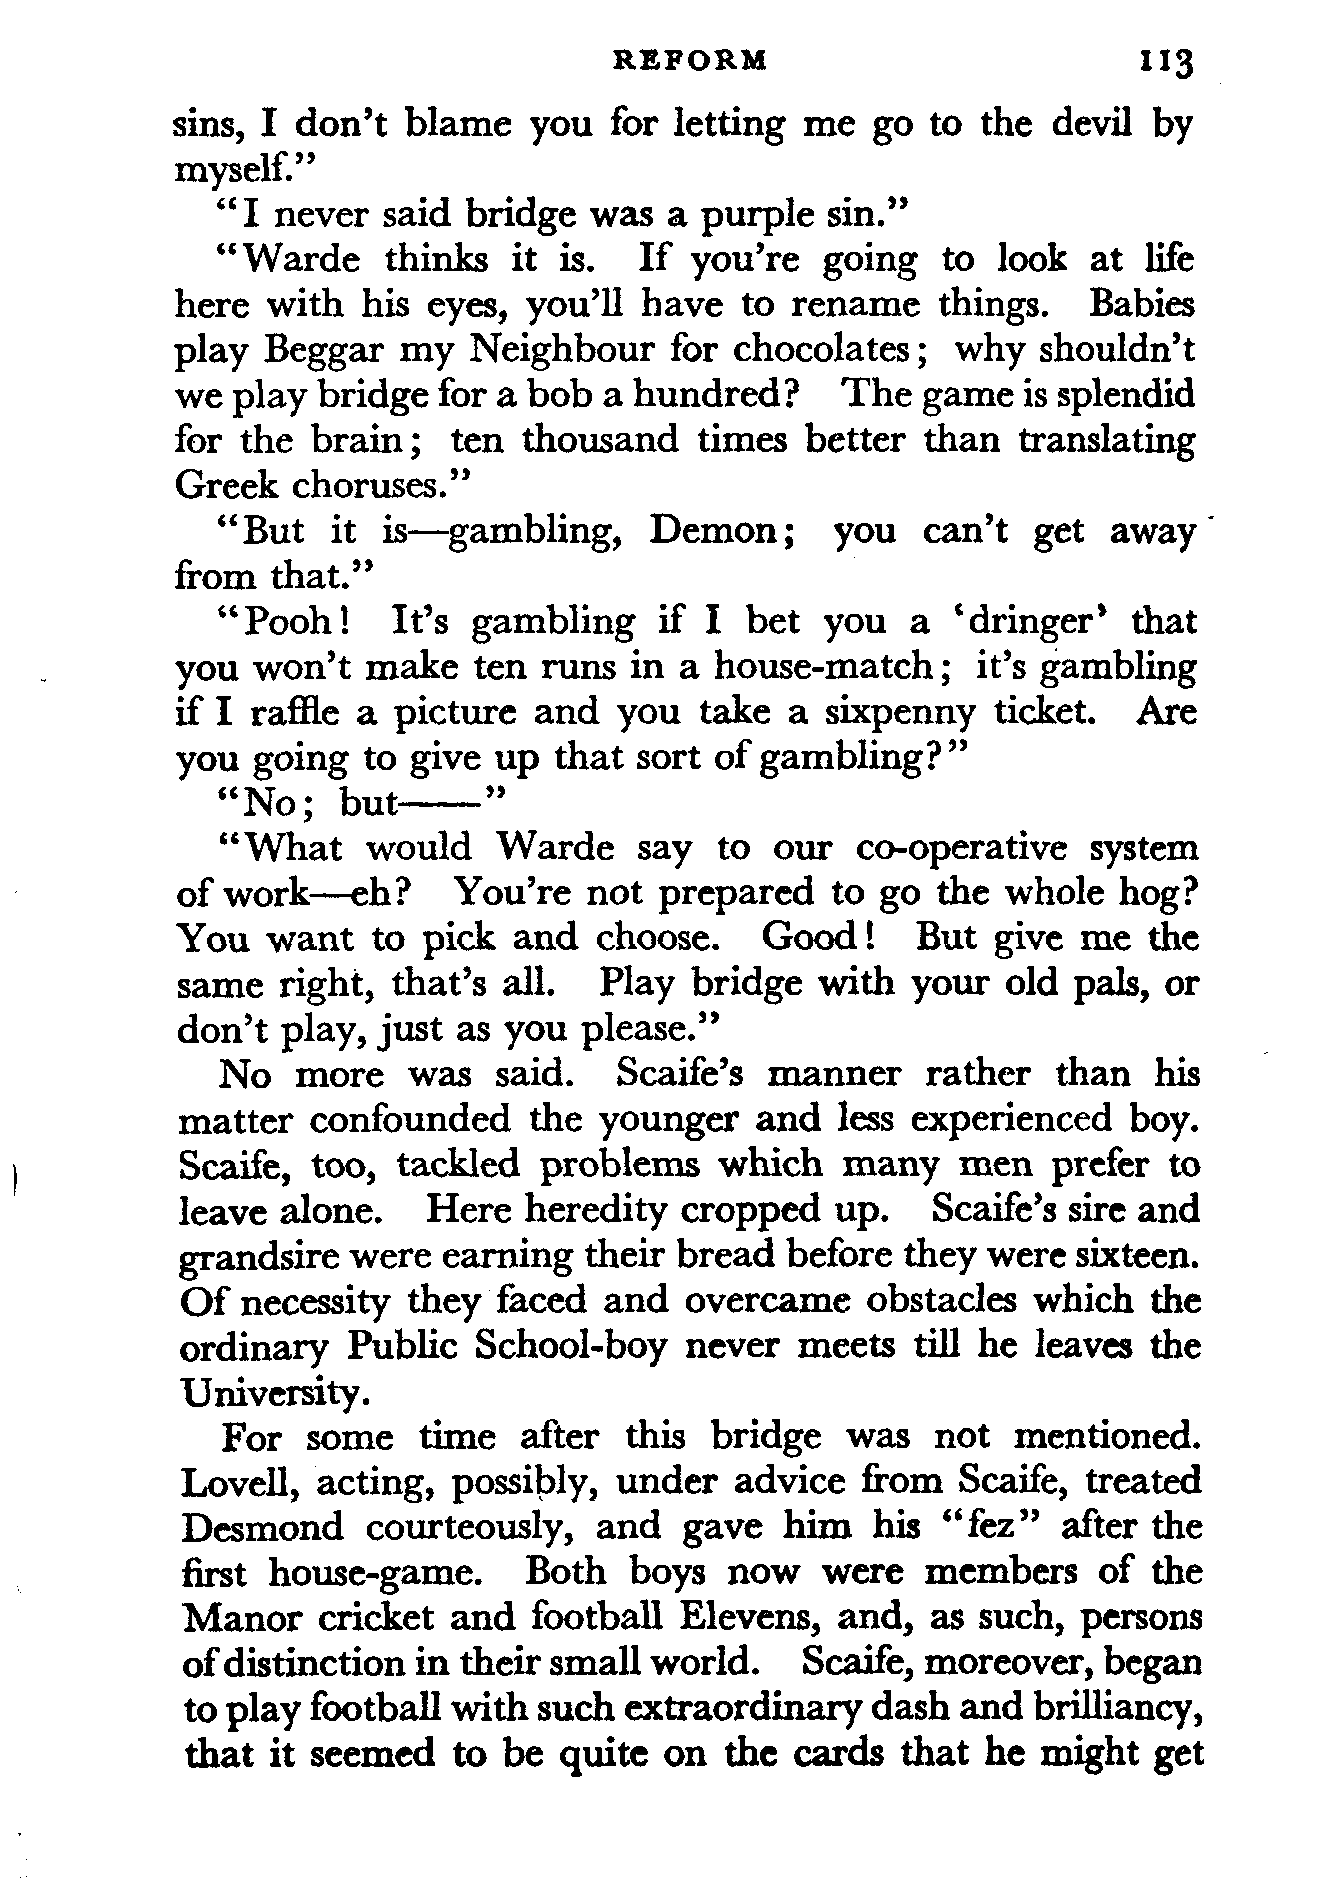 REFORM 113
sins, I don't blame you for letting me go to the devil by
myself."
"I never said bridge was a purple sin."
"Warde thinks it is. If you're going to look at life
here with his eyes, you'll have to rename things. Babies
play Beggar my Neighbour for chocolates; why shouldn't
we play bridge for a bob a hundred? The game is splendid
for the brain; ten thousand times better than translating
Greek choruses."
"But it is—gambling, Demon; you can't get away
from that."
"Pooh! It's gambling if I bet you a 'dringer' that
you won't make ten runs in a house-match; it's gambling
if I raffle a picture and you take a sixpenny ticket. Are
you going to give up that sort of gambling?"
"No; but——"
"What would Warde say to our co-operative system
of work—eh? You're not prepared to go the whole hog?
You want to pick and choose. Good! But give me the
same right, that's all. Play bridge with your old pals, or
don't play, just as you please."
No more was said. Scaife's manner rather than his
matter confounded the younger and less experienced boy.
Scaife, too, tackled problems which many men prefer to
leave alone. Here heredity cropped up. Scaife's sire and
grandsire were earning their bread before they were sixteen.
Of necessity they faced and overcame obstacles which the
ordinary Public School-boy never meets till he leaves the
University.
For some time after this bridge was not mentioned.
Lovell, acting, possibly, under advice from Scaife, treated
Desmond courteously, and gave him his "fez" after the
first house-game. Both boys now were members of the
Manor cricket and football Elevens, and, as such, persons
of distinction in their small world. Scaife, moreover, began
to play football with such extraordinary dash and brilliancy,
that it seemed to be quite on the cards that he might get